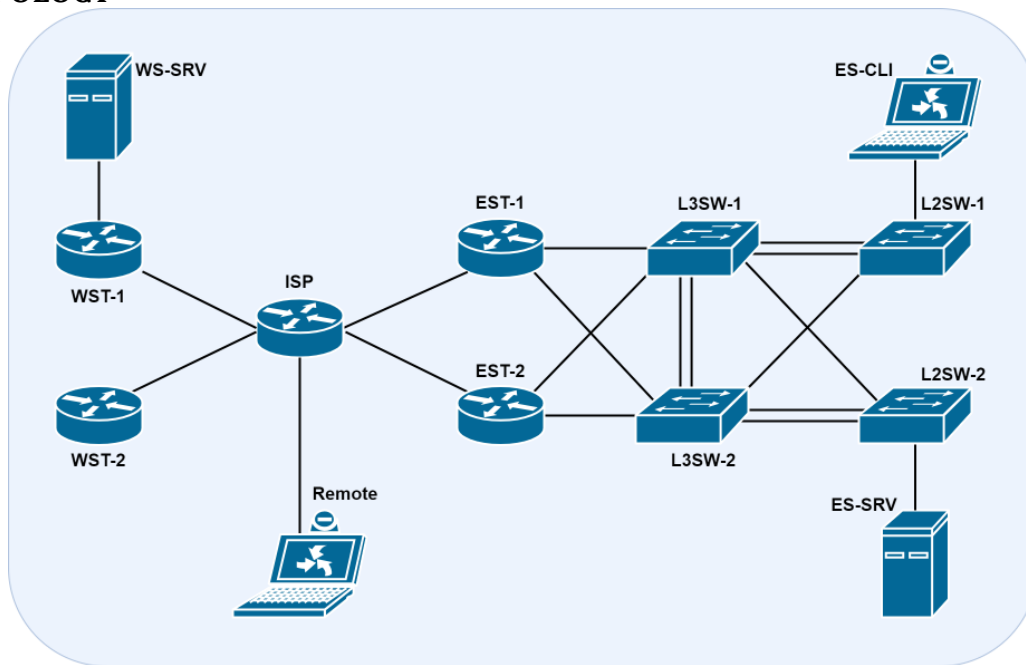 WS-SRV
ES-CLI
EST-1
L3SW-1
L2SW-1
WST-1
ISP
EST-2
L2SW-2
WST-2
L3SW-2
Remote
ES-SRV